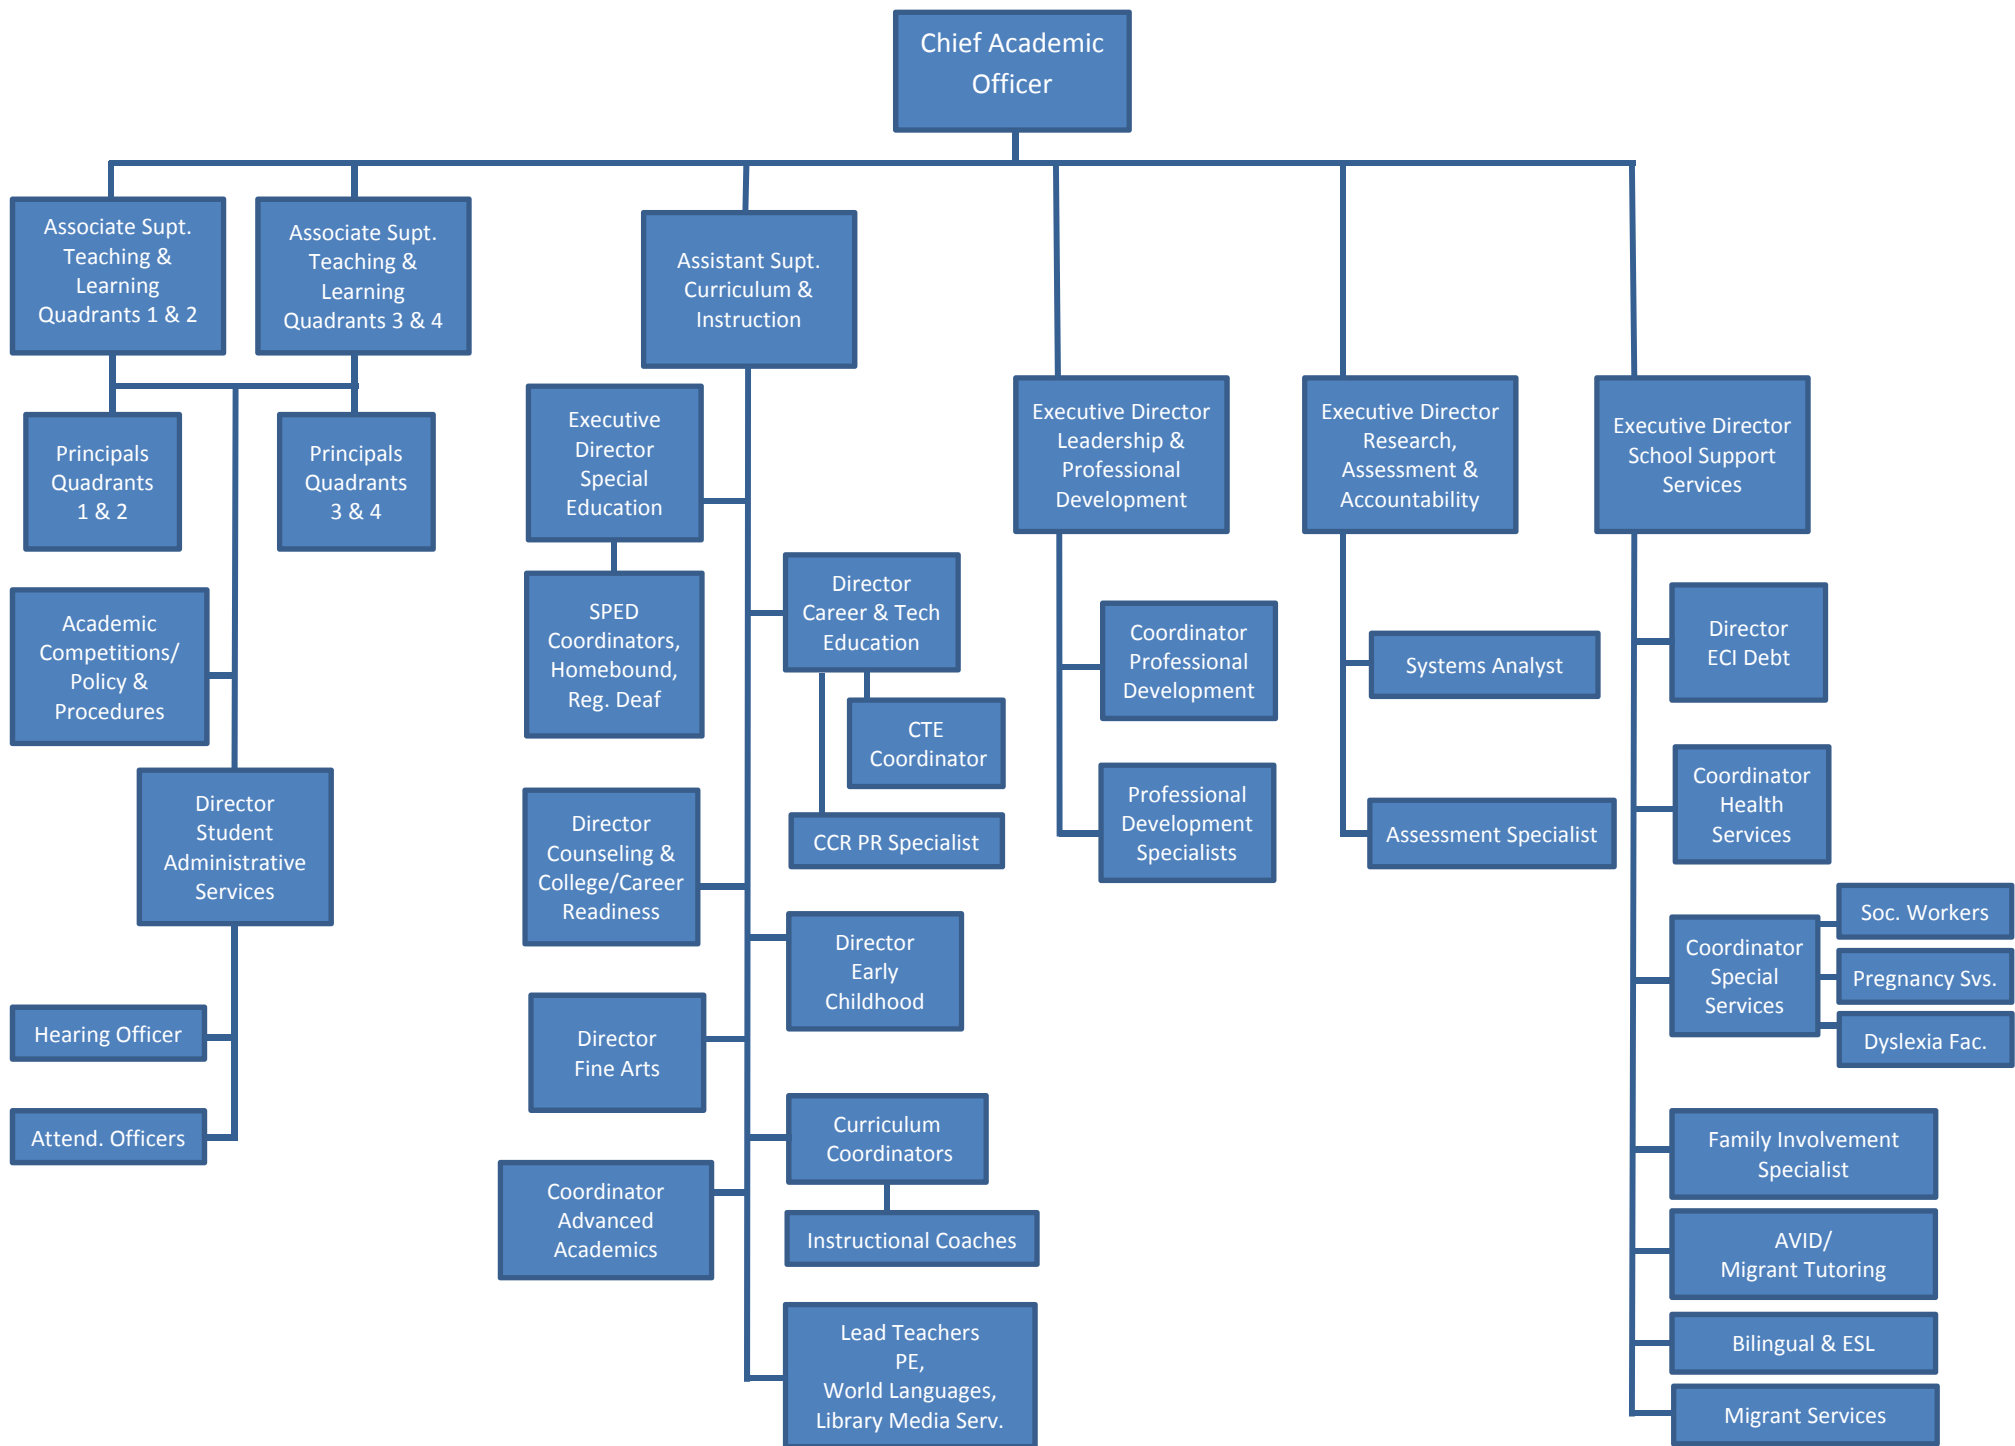 Chief Academic
Officer
Associate Supt.
Teaching &
Learning
Quadrants 1 & 2
Associate Supt.
Teaching &
Learning
Quadrants 3 & 4
Assistant Supt.
Curriculum &
Instruction
Principals
Quadrants
1 & 2
Principals
Quadrants
3 & 4
Academic
Competitions/
Policy &
Procedures
Director
Student
Administrative
Services
Hearing Officer
Attend. Officers
Executive
Director
Special
Education
SPED
Coordinators,
Homebound,
Reg. Deaf
Director
Career & Tech
Education
CTE
Coordinator
CCR PR Specialist
Director
Counseling &
College/Career
Readiness
Director
Early
Childhood
Director
Fine Arts
Curriculum
Coordinators
Instructional Coaches
Coordinator
Advanced
Academics
Lead Teachers
PE,
World Languages,
Library Media Serv.
Executive Director
Leadership &
Professional
Development
Coordinator
Professional
Development
Professional
Development
Specialists
Executive Director
Research,
Assessment &
Accountability
Systems Analyst
Assessment Specialist
Executive Director
School Support
Services
Director
ECI Debt
Coordinator
Health
Services
Coordinator
Special
Services
Soc. Workers
Pregnancy Svs.
Dyslexia Fac.
Family Involvement
Specialist
AVID/
Migrant Tutoring
Bilingual & ESL
Migrant Services